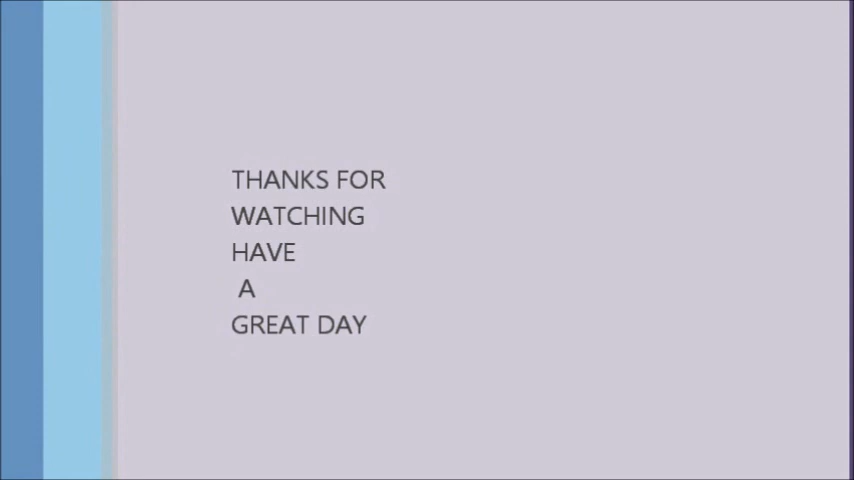 THANKS FOR
WATCHING
HAVE
A
GREAT DAY